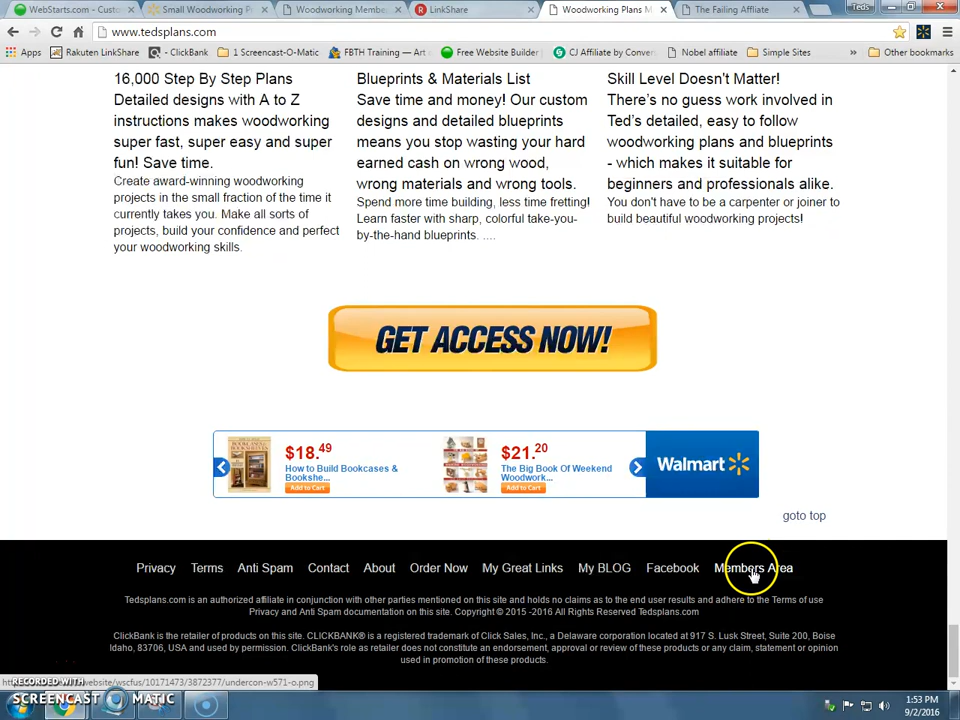 WebStarts.com - Custo
Small Woodworking P
Woodworking Membe
LinkShare
Woodworking Plans M
The Failing Affliate
Teds
www.tedsplans.com
Apps
Rakuten LinkShare
- ClickBank
1 Screencast-O-Matic
FBTH Training — Art
Free Website Builder
CJ Affiliate by Conver
Nobel affiliate
Simple Sites
»
Other bookmarks
16,000 Step By Step Plans
Detailed designs with A to Z
instructions makes woodworking
super fast, super easy and super
fun! Save time.
Create award-winning woodworking
projects in the small fraction of the time it
currently takes you. Make all sorts of
projects, build your confidence and perfect
your woodworking skills.
Blueprints & Materials List
Save time and money! Our custom
designs and detailed blueprints
means you stop wasting your hard
earned cash on wrong wood,
wrong materials and wrong tools.
Spend more time building, less time fretting!
Learn faster with sharp, colorful take-you-
by-the-hand blueprints. ....
Skill Level Doesn't Matter!
There's no guess work involved in
Ted's detailed, easy to follow
woodworking plans and blueprints
- which makes it suitable for
beginners and professionals alike.
You don't have to be a carpenter or joiner to
build beautiful woodworking projects!
GET ACCESS NOW!
$18.49
How to Build Bookcases &
Bookshe...
Add to Cart
$21.20
The Big Book Of Weekend
Woodwork...
Add to Cart
Walmart
goto top
Privacy Terms Anti Spam Contact About Order Now My Great Links My BLOG Facebook Members Area
Tedsplans.com is an authorized affiliate in conjunction with other parties mentioned on this site and holds no claims as to the end user results and adhere to the Terms of use
Privacy and Anti Spam documentation on this site. Copyright © 2015 -2016 All Rights Reserved Tedsplans.com
ClickBank is the retailer of products on this site. CLICKBANK® is a registered trademark of Click Sales, Inc., a Delaware corporation located at 917 S. Lusk Street, Suite 200, Boise
Idaho, 83706, USA and used by permission. ClickBank's role as retailer does not constitute an endorsement, approval or review of these products or any claim, statement or opinion
used in promotion of these products.
website/wscfus/10171473/3872377/undercon-w571-o.png
RECORDED WITH
SCREENCAST MATIC
1:53 PM
9/2/2016